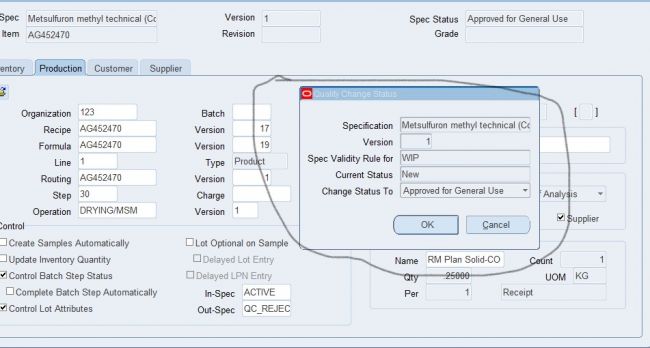 Spec Metsulfuron methyl technical (Cc Version 1 Spec Status Approved for General Use
Item AG452470 Revision Grade
entory Production Customer Supplier
Quality Change Status
Organization 123 Batch [ ]
Recipe AG452470 Version 17
Formula AG452470 Version 19
Line 1 Type Product
Routing AG452470 Version 1
Step 30 Charge
Operation DRYING/MSM Version 1
Specification Metsulfuron methyl technical (Cc
Version 1
Spec Validity Rule for WIP
Current Status New
Change Status To Approved for General Use
OK Cancel
Analysis
Supplier
Control
Create Samples Automatically Lot Optional on Sample
Update Inventory Quantity Delayed Lot Entry
Control Batch Step Status Delayed LPN Entry
Complete Batch Step Automatically In-Spec ACTIVE
Control Lot Attributes Out-Spec QC_REJEC
Name RM Plan Solid-CO Count 1
Qty .25000 UOM KG
Per 1 Receipt